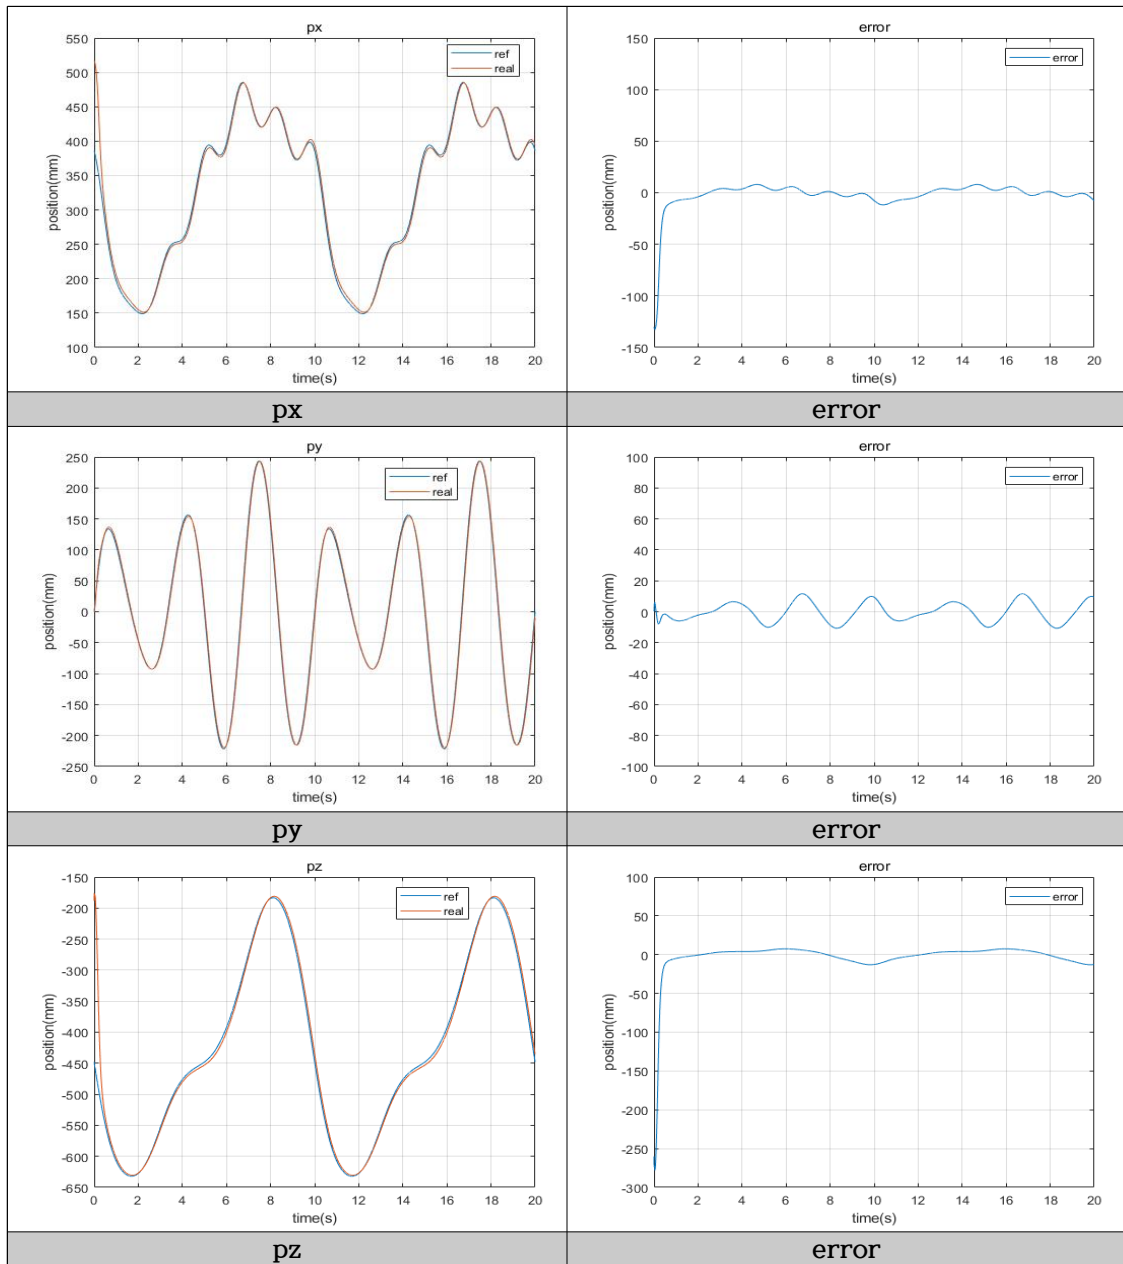 px
550
500
450
400
350
300
250
200
150
100
position(mm)
ref
real
0 2 4 6 8 10 12 14 16 18 20
time(s)
error
150
100
50
0
-50
-100
-150
position(mm)
error
0 2 4 6 8 10 12 14 16 18 20
time(s)
px
error
py
250
200
150
100
50
0
-50
-100
-150
-200
-250
position(mm)
ref
real
0 2 4 6 8 10 12 14 16 18 20
time(s)
error
100
80
60
40
20
0
-20
-40
-60
-80
-100
position(mm)
error
0 2 4 6 8 10 12 14 16 18 20
time(s)
py
error
pz
-150
-200
-250
-300
-350
-400
-450
-500
-550
-600
-650
position(mm)
ref
real
0 2 4 6 8 10 12 14 16 18 20
time(s)
error
100
50
0
-50
-100
-150
-200
-250
-300
position(mm)
error
0 2 4 6 8 10 12 14 16 18 20
time(s)
pz
error